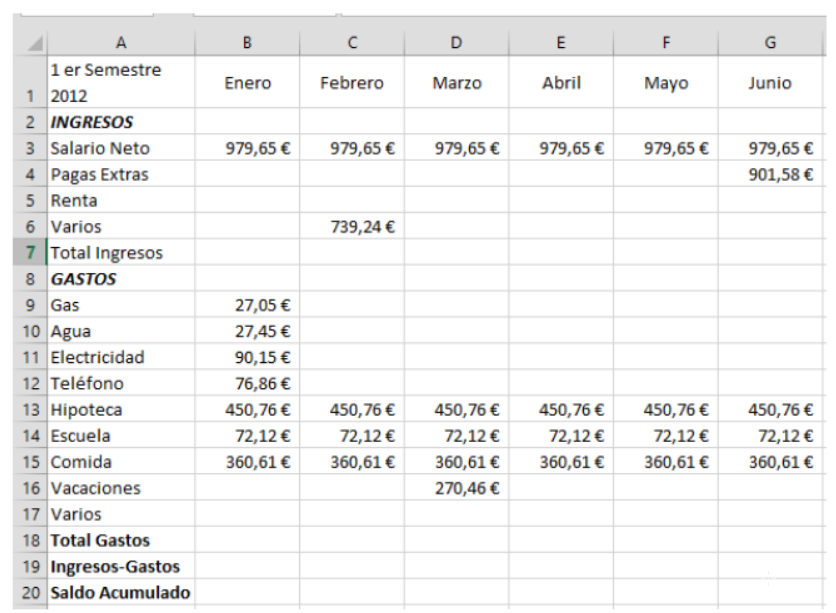 A B C D E F G
1 1 er Semestre 2012 Enero Febrero Marzo Abril Mayo Junio
2 INGRESOS
3 Salario Neto 979,65 € 979,65 € 979,65 € 979,65 € 979,65 € 979,65 €
4 Pagas Extras 901,58 €
5 Renta
6 Varios 739,24 €
7 Total Ingresos
8 GASTOS
9 Gas 27,05 €
10 Agua 27,45 €
11 Electricidad 90,15 €
12 Teléfono 76,86 €
13 Hipoteca 450,76 € 450,76 € 450,76 € 450,76 € 450,76 € 450,76 €
14 Escuela 72,12 € 72,12 € 72,12 € 72,12 € 72,12 € 72,12 €
15 Comida 360,61 € 360,61 € 360,61 € 360,61 € 360,61 € 360,61 €
16 Vacaciones 270,46 €
17 Varios
18 Total Gastos
19 Ingresos-Gastos
20 Saldo Acumulado